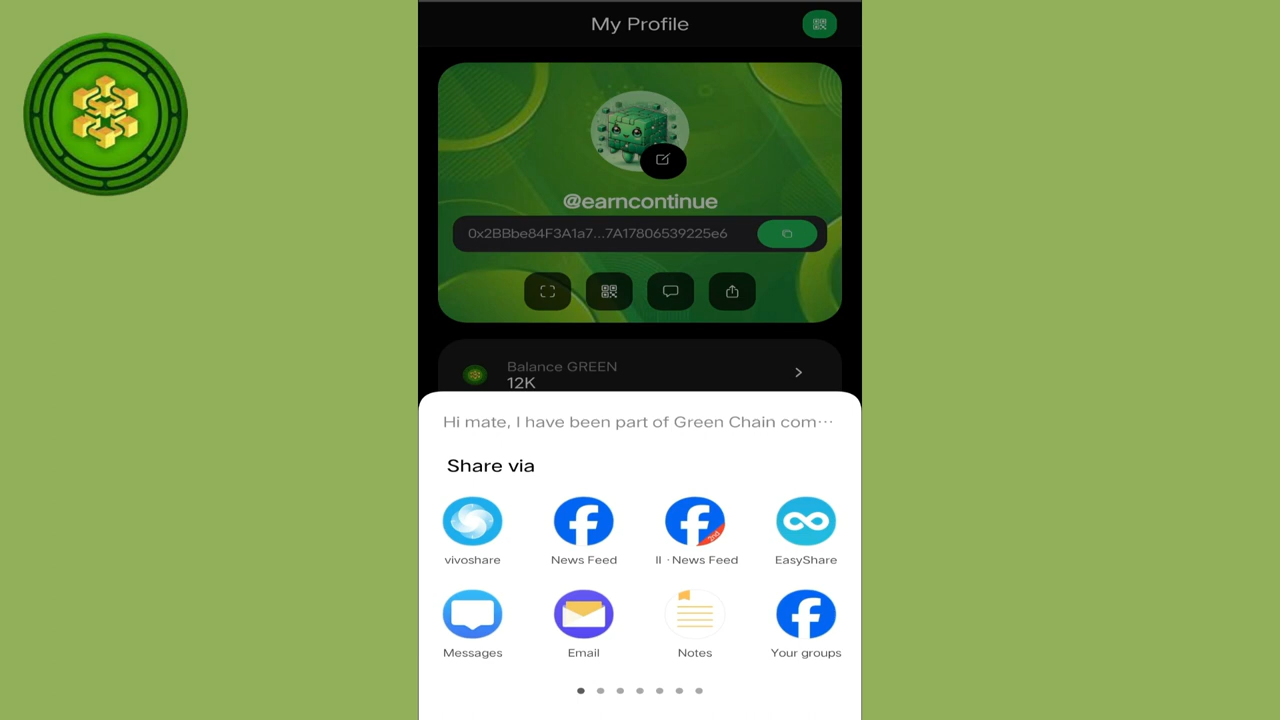 My Profile
@earncontinue
0x2BBbe84F3A1a7...7A17806539225e6
Balance GREEN
12K
Hi mate, I have been part of Green Chain com···
Share via
vivoshare
News Feed
II · News Feed
EasyShare
2nd
Messages
Email
Notes
Your groups